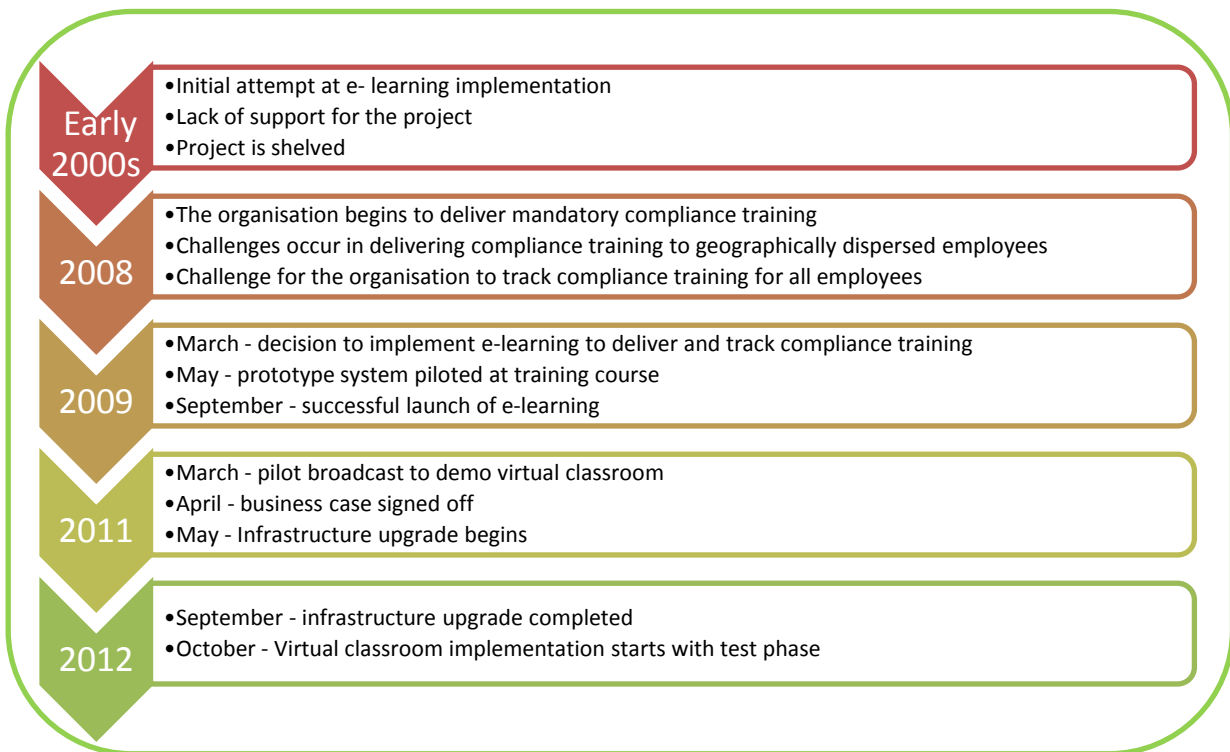 Early
2000s
•Initial attempt at e- learning implementation
•Lack of support for the project
•Project is shelved
2008
•The organisation begins to deliver mandatory compliance training
•Challenges occur in delivering compliance training to geographically dispersed employees
•Challenge for the organisation to track compliance training for all employees
2009
•March - decision to implement e-learning to deliver and track compliance training
•May - prototype system piloted at training course
•September - successful launch of e-learning
2011
•March - pilot broadcast to demo virtual classroom
•April - business case signed off
•May - Infrastructure upgrade begins
2012
•September - infrastructure upgrade completed
•October - Virtual classroom implementation starts with test phase